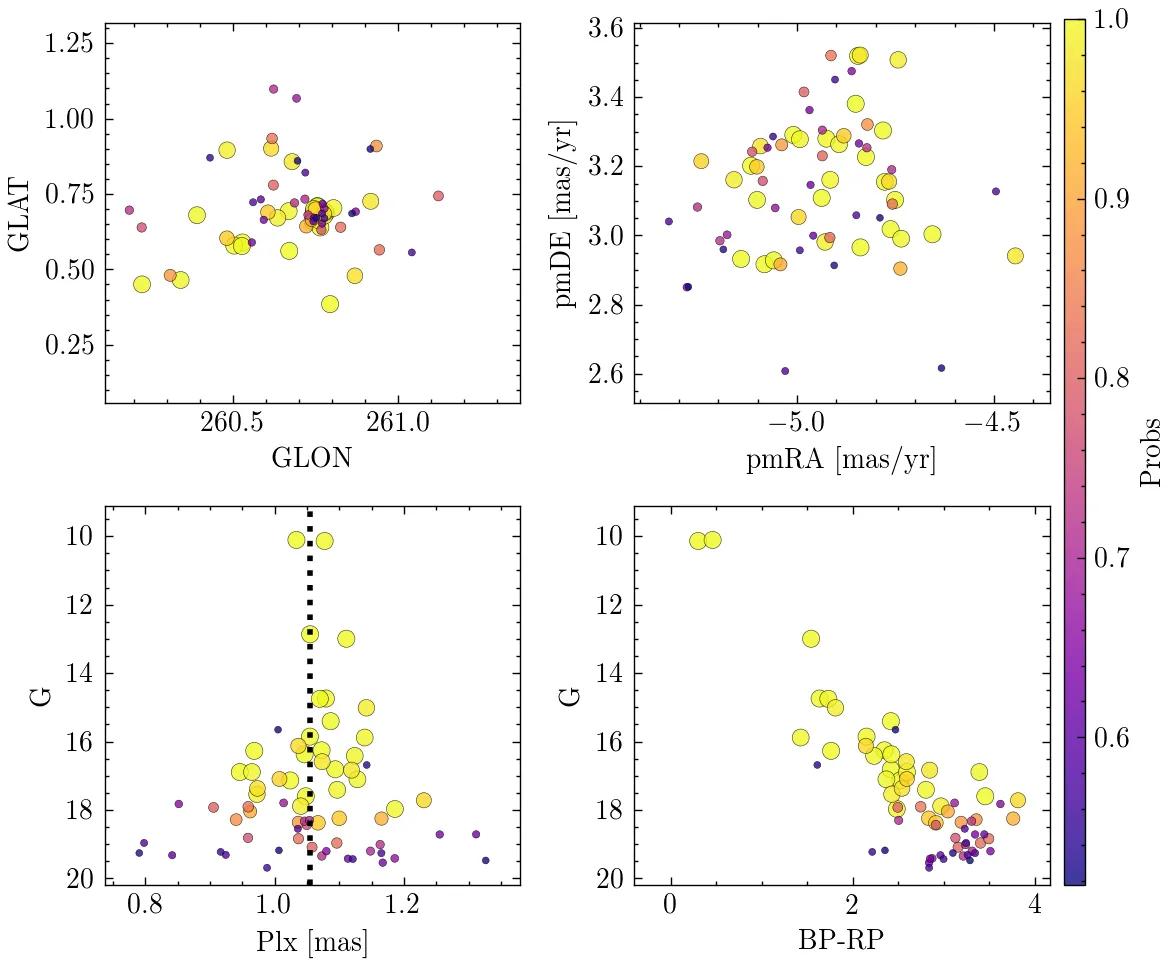 1.25
1.00
0.75
0.50
0.25
GLAT
260.5 261.0
GLON
3.6
3.4
3.2
3.0
2.8
2.6
pmDE [mas/yr]
−5.0 −4.5
pmRA [mas/yr]
10
12
14
16
18
20
G
0.8 1.0 1.2
Plx [mas]
10
12
14
16
18
20
G
0 2 4
BP-RP
1.0
0.9
0.8
0.7
0.6
Probs